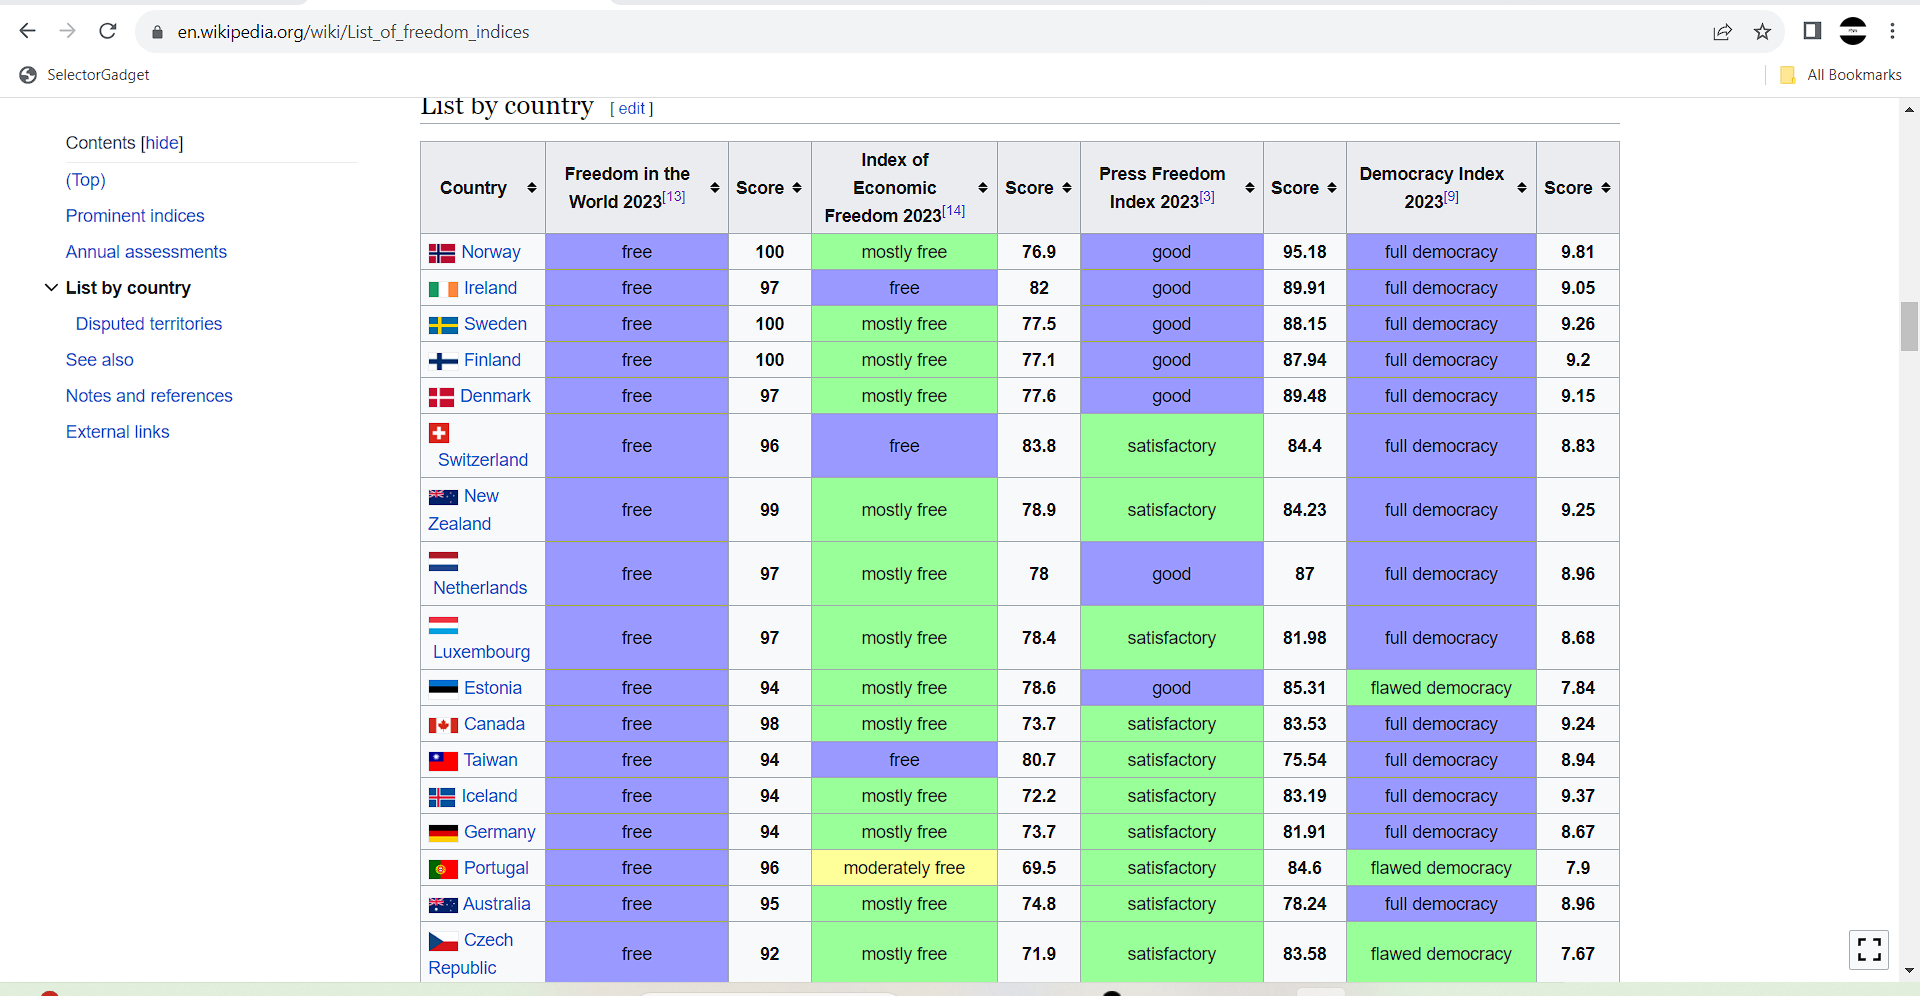 en.wikipedia.org/wiki/List_of_freedom_indices
SelectorGadget
All Bookmarks
Contents [hide]
(Top)
Prominent indices
Annual assessments
List by country
Disputed territories
See also
Notes and references
External links
List by country [ edit ]
Country Freedom in the World 2023[13] Score Index of Economic Freedom 2023[14] Score Press Freedom Index 2023[3] Score Democracy Index 2023[9] Score
Norway free 100 mostly free 76.9 good 95.18 full democracy 9.81
Ireland free 97 free 82 good 89.91 full democracy 9.05
Sweden free 100 mostly free 77.5 good 88.15 full democracy 9.26
Finland free 100 mostly free 77.1 good 87.94 full democracy 9.2
Denmark free 97 mostly free 77.6 good 89.48 full democracy 9.15
Switzerland free 96 free 83.8 satisfactory 84.4 full democracy 8.83
New Zealand free 99 mostly free 78.9 satisfactory 84.23 full democracy 9.25
Netherlands free 97 mostly free 78 good 87 full democracy 8.96
Luxembourg free 97 mostly free 78.4 satisfactory 81.98 full democracy 8.68
Estonia free 94 mostly free 78.6 good 85.31 flawed democracy 7.84
Canada free 98 mostly free 73.7 satisfactory 83.53 full democracy 9.24
Taiwan free 94 free 80.7 satisfactory 75.54 full democracy 8.94
Iceland free 94 mostly free 72.2 satisfactory 83.19 full democracy 9.37
Germany free 94 mostly free 73.7 satisfactory 81.91 full democracy 8.67
Portugal free 96 moderately free 69.5 satisfactory 84.6 flawed democracy 7.9
Australia free 95 mostly free 74.8 satisfactory 78.24 full democracy 8.96
Czech Republic free 92 mostly free 71.9 satisfactory 83.58 flawed democracy 7.67